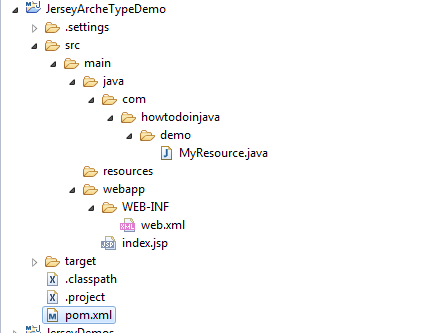 JerseyArcheTypeDemo
.settings
src
main
java
com
howtodoinjava
demo
MyResource.java
resources
webapp
WEB-INF
web.xml
index.jsp
target
.classpath
.project
pom.xml
JerseyDemos